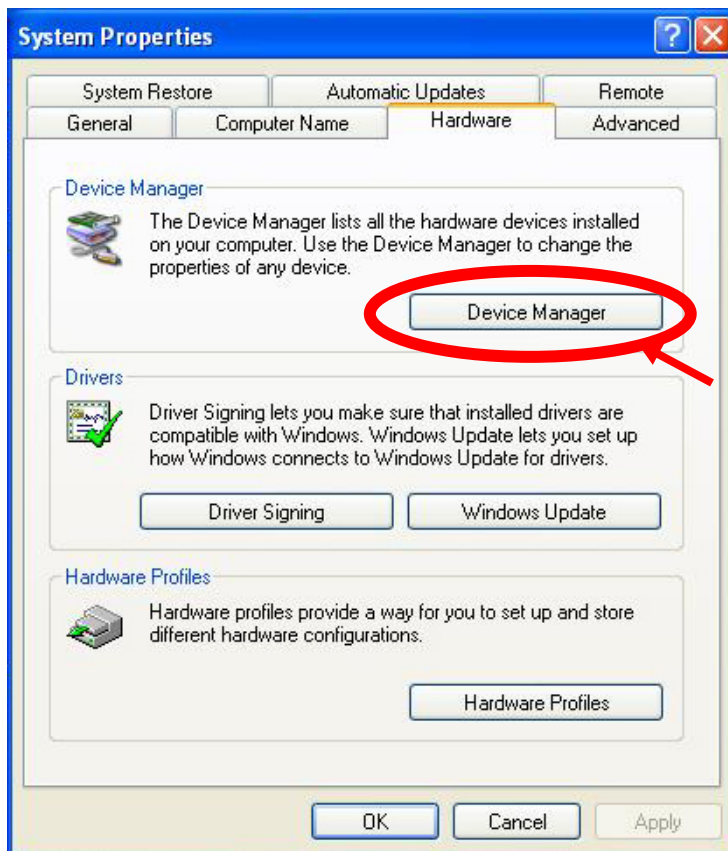 System Properties
System Restore Automatic Updates Remote
General Computer Name Hardware Advanced
Device Manager
The Device Manager lists all the hardware devices installed
on your computer. Use the Device Manager to change the
properties of any device.
Device Manager
Drivers
Driver Signing lets you make sure that installed drivers are
compatible with Windows. Windows Update lets you set up
how Windows connects to Windows Update for drivers.
Driver Signing Windows Update
Hardware Profiles
Hardware profiles provide a way for you to set up and store
different hardware configurations.
Hardware Profiles
OK Cancel Apply